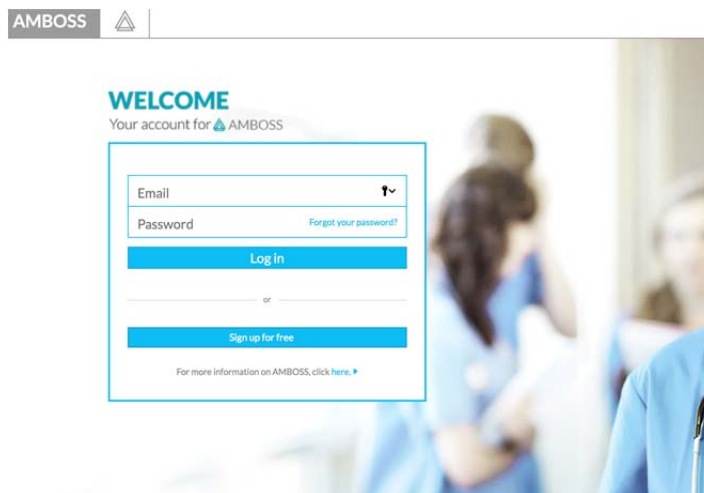 AMBOSS
WELCOME
Your account for AMBOSS
Email
Password Forgot your password?
Log in
or
Sign up for free
For more information on AMBOSS, click here.